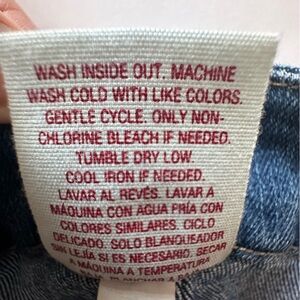 WASH INSIDE OUT. MACHINE
WASH COLD WITH LIKE COLORS.
GENTLE CYCLE. ONLY NON-
CHLORINE BLEACH IF NEEDED.
TUMBLE DRY LOW.
COOL IRON IF NEEDED.
LAVAR AL REVÉS. LAVAR A
MÁQUINA CON AGUA FRÍA CON
COLORES SIMILARES. CICLO
DELICADO. SOLO BLANQUEADOR
SIN LEJÍA SI ES NECESARIO. SECAR
A MÁQUINA A TEMPERATURA
PLANCHAR A